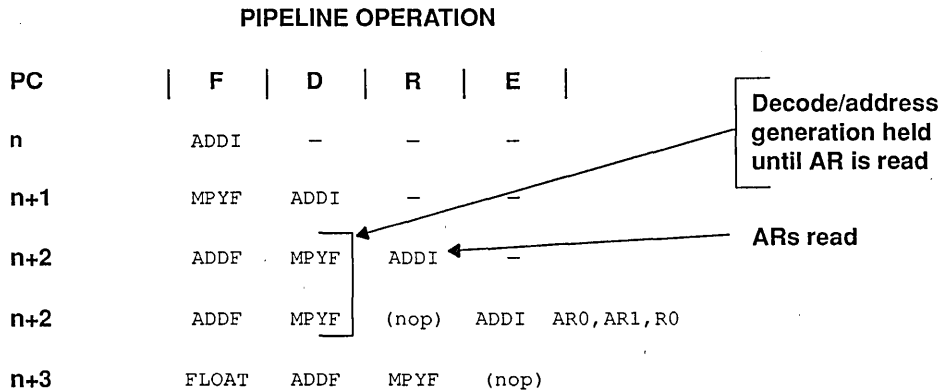 PIPELINE OPERATION
PC | F | D | R | E |
n ADDI – – –
n+1 MPYF ADDI – –
n+2 ADDF MPYF ADDI –
n+2 ADDF MPYF (nop) ADDI AR0,AR1,R0
n+3 FLOAT ADDF MPYF (nop)
Decode/address
generation held
until AR is read
ARs read